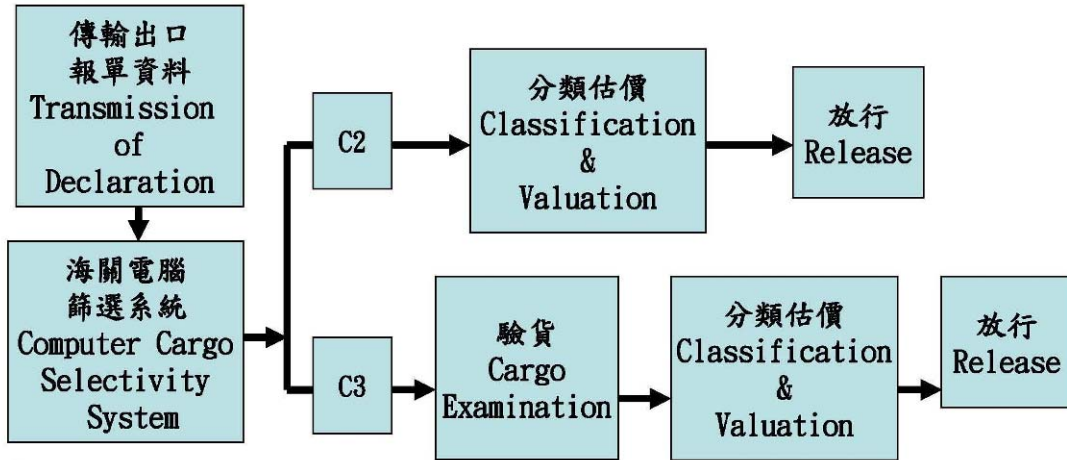 傳輸出口
報單資料
Transmission
of
Declaration
海關電腦
篩選系統
Computer Cargo
Selectivity
System
C2
分類估價
Classification
&
Valuation
放行
Release
C3
驗貨
Cargo
Examination
分類估價
Classification
&
Valuation
放行
Release